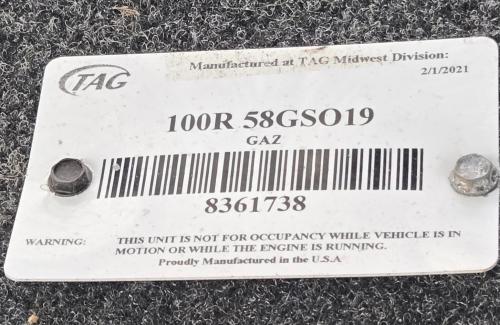 Manufactured at TAG Midwest Division:
2/1/2021
TAG
100R 58GSO19
GAZ
8361738
WARNING: THIS UNIT IS NOT FOR OCCUPANCY WHILE VEHICLE IS IN
MOTION OR WHILE THE ENGINE IS RUNNING.
Proudly Manufactured in the U.S.A